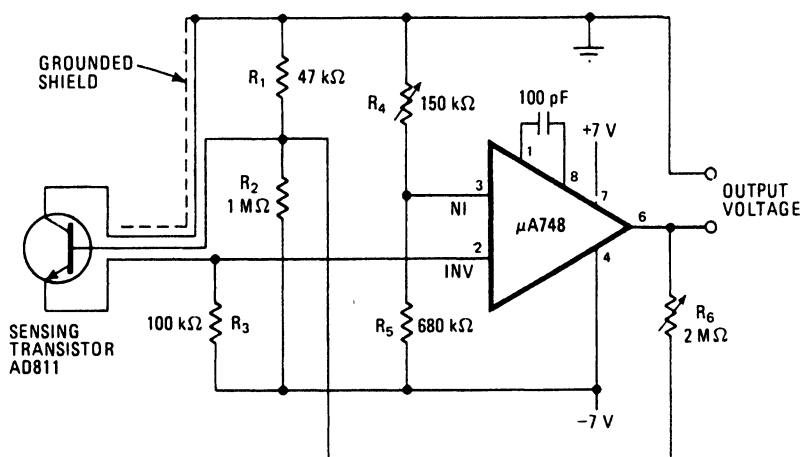 GROUNDED
SHIELD
R1 47 kΩ
R4 150 kΩ
100 pF
+7 V
1
8
7
R2
1 MΩ
3
NI
μA748
6
OUTPUT
VOLTAGE
2
INV
4
100 kΩ R3
R5 680 kΩ
R6
2 MΩ
SENSING
TRANSISTOR
AD811
−7 V